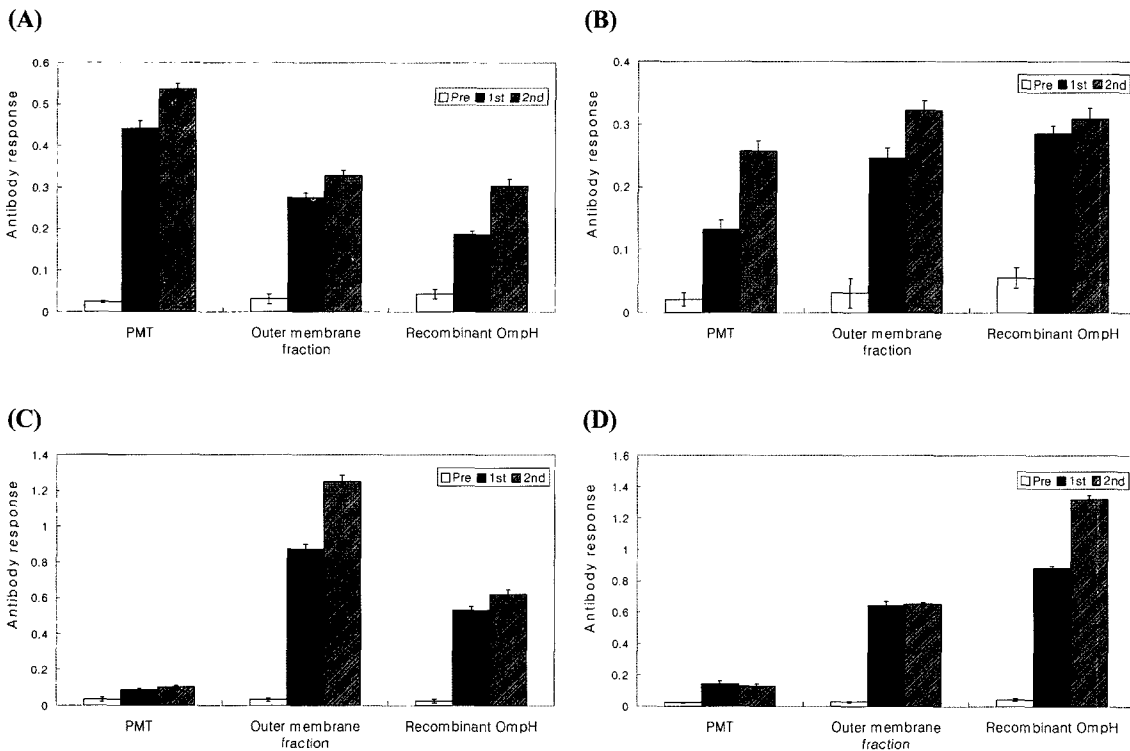 (A)
Antibody response
0.6
0.5
0.4
0.3
0.2
0.1
0
Pre 1st 2nd
PMT
Outer membrane
fraction
Recombinant OmpH
(B)
Antibody response
0.4
0.3
0.2
0.1
0
Pre 1st 2nd
PMT
Outer membrane
fraction
Recombinant OmpH
(C)
Antibody response
1.4
1.2
1
0.8
0.6
0.4
0.2
0
Pre 1st 2nd
PMT
Outer membrane
fraction
Recombinant OmpH
(D)
Antibody response
1.6
1.4
1.2
1
0.8
0.6
0.4
0.2
0
Pre 1st 2nd
PMT
Outer membrane
fraction
Recombinant OmpH